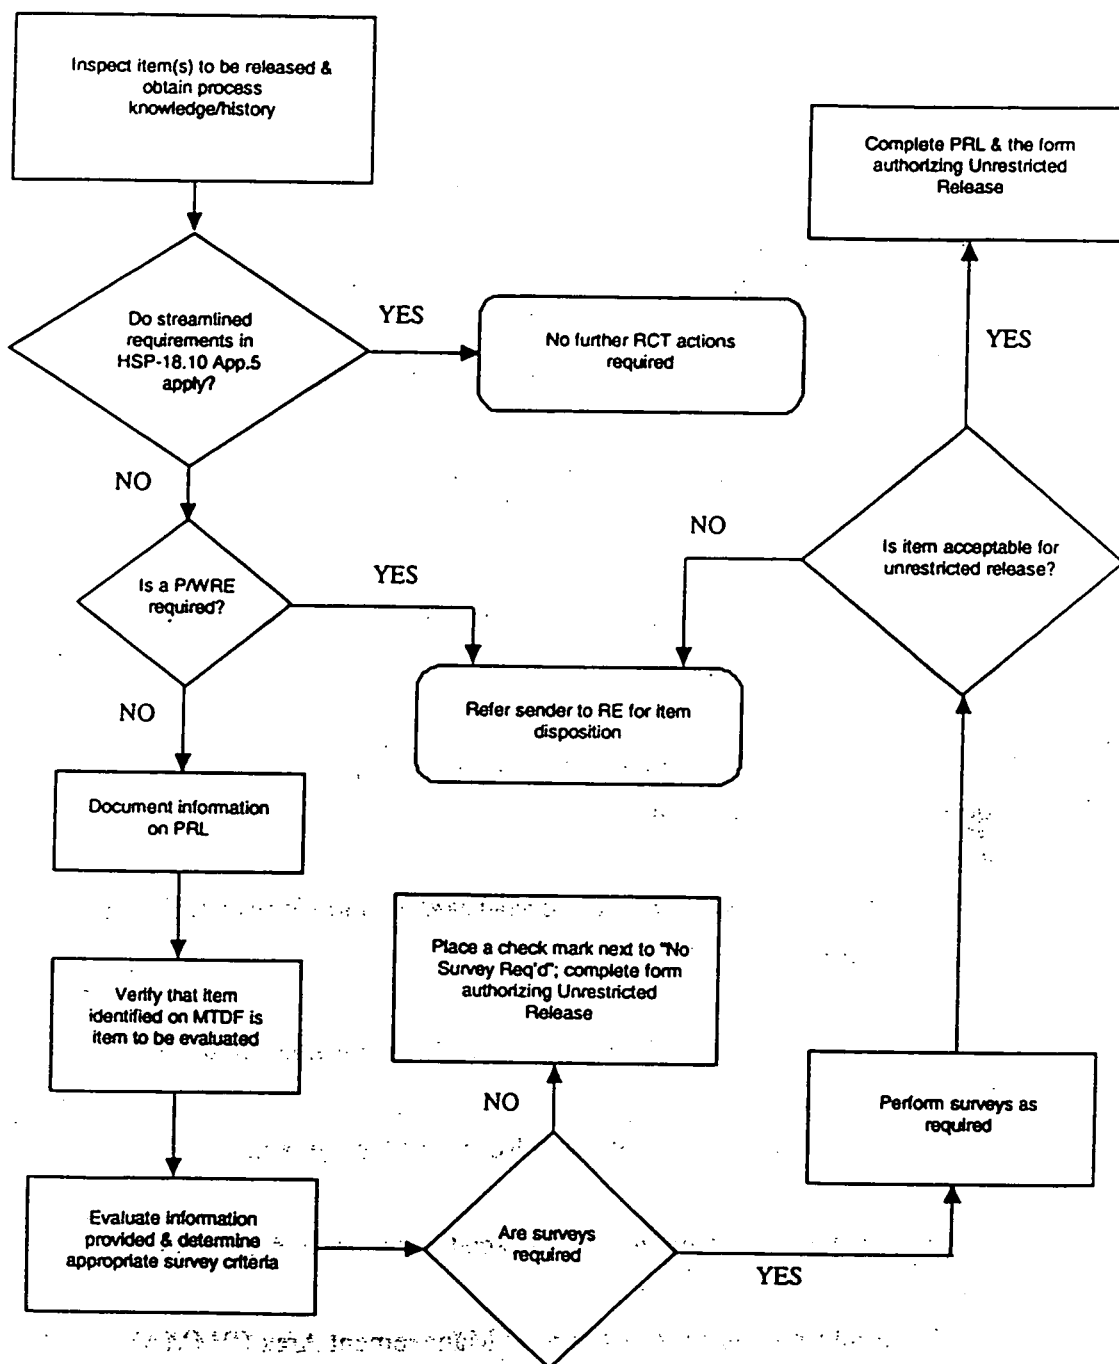 Inspect item(s) to be released &
obtain process
knowledge/history
Complete PRL & the form
authorizing Unrestricted
Release
Do streamlined
requirements in
HSP-18.10 App.5
apply?
YES
No further RCT actions
required
YES
NO
Is a P/WRE
required?
YES
NO
Is item acceptable for
unrestricted release?
NO
Refer sender to RE for item
disposition
Document information
on PRL
Place a check mark next to "No
Survey Req'd"; complete form
authorizing Unrestricted
Release
Verify that item
identified on MTDF is
item to be evaluated
NO
Perform surveys as
required
Evaluate information
provided & determine
appropriate survey criteria
Are surveys
required
YES